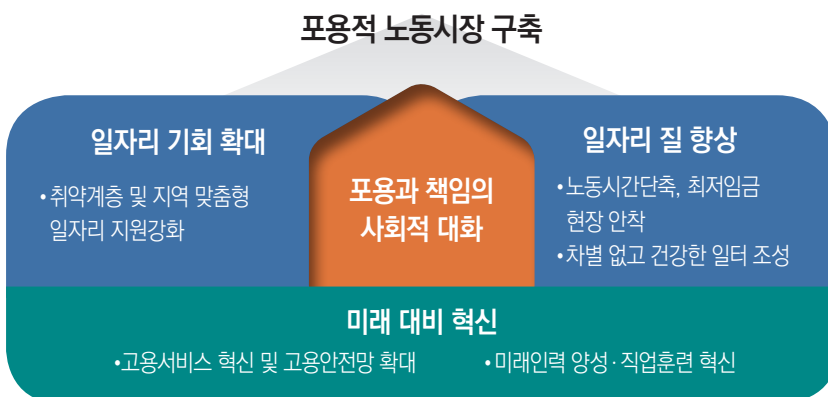 포용적 노동시장 구축
일자리 기회 확대
•취약계층 및 지역 맞춤형
일자리 지원강화
포용과 책임의
사회적 대화
일자리 질 향상
•노동시간단축, 최저임금
현장 안착
•차별 없고 건강한 일터 조성
미래 대비 혁신
•고용서비스 혁신 및 고용안전망 확대
•미래인력 양성·직업훈련 혁신